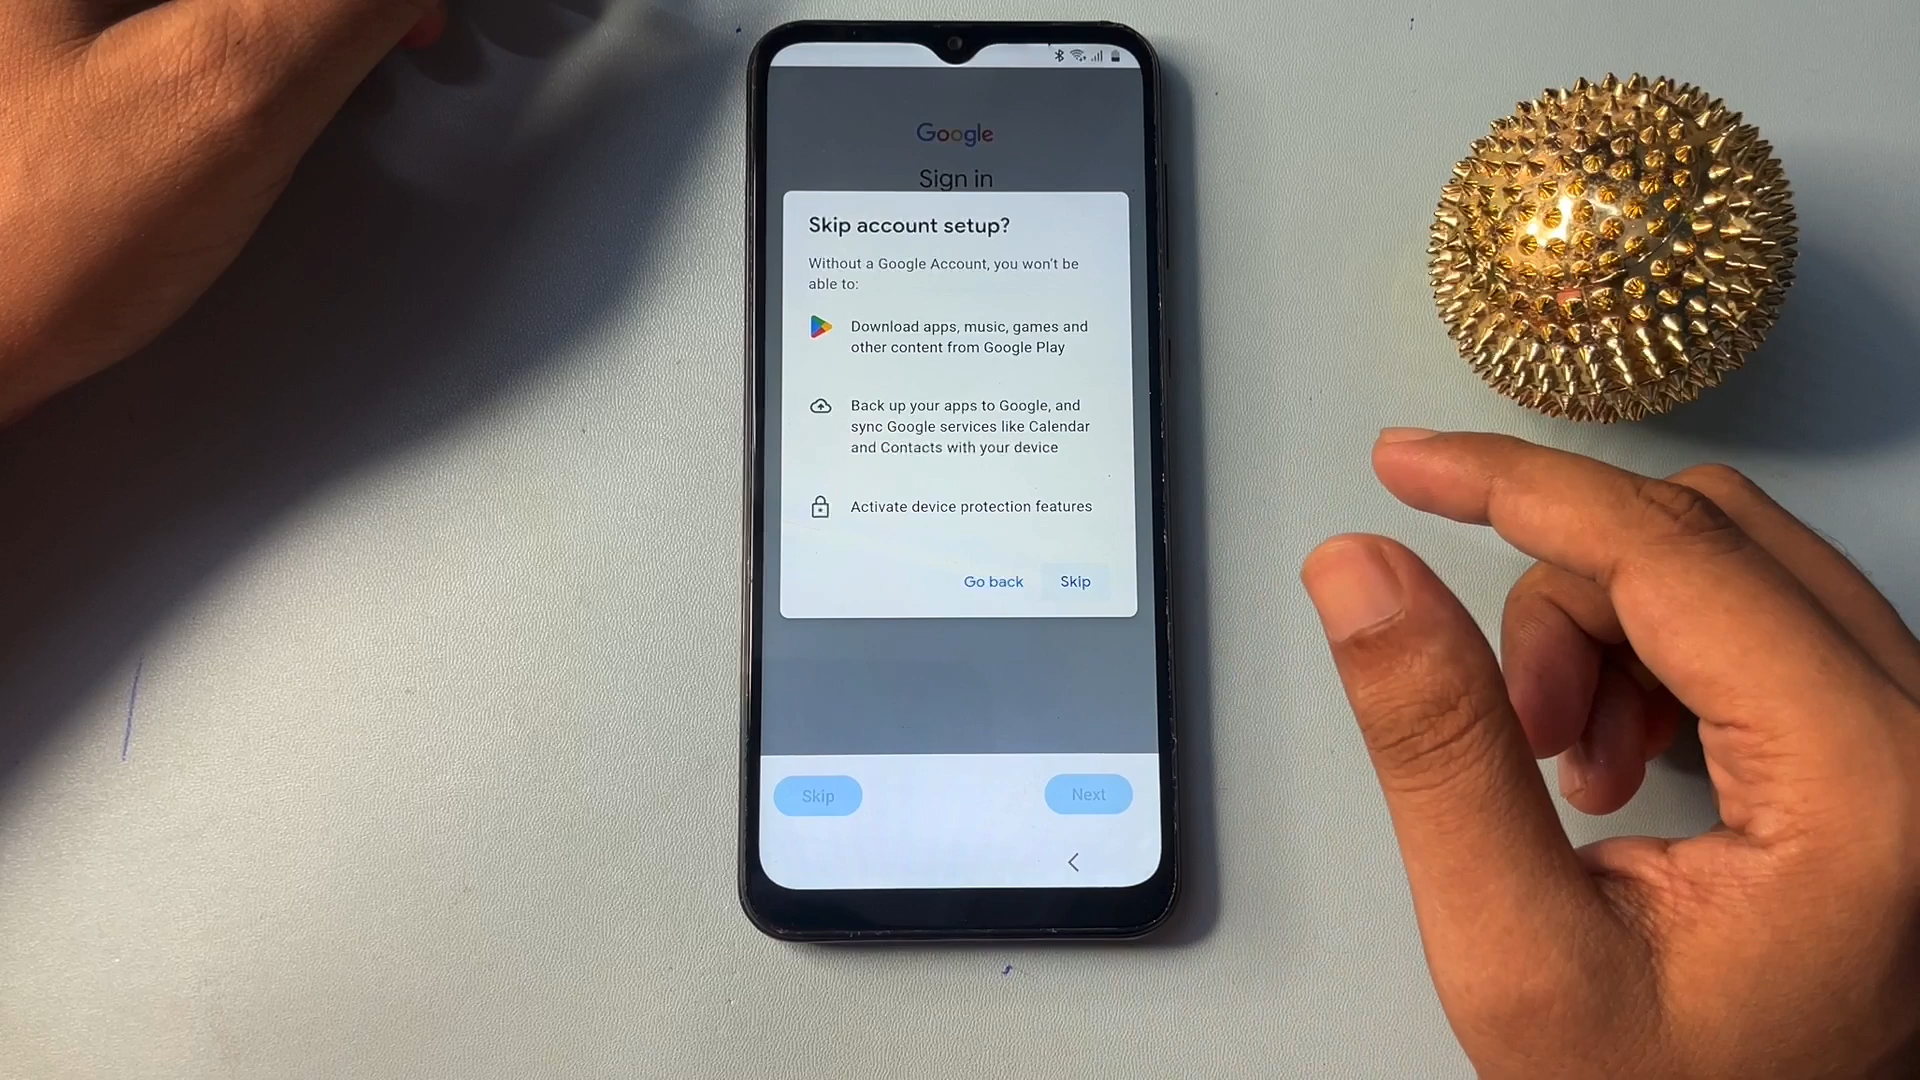 Google
Sign in
Skip account setup?
Without a Google Account, you won't be
able to:
Download apps, music, games and
other content from Google Play
Back up your apps to Google, and
sync Google services like Calendar
and Contacts with your device
Activate device protection features
Go back Skip
Skip Next